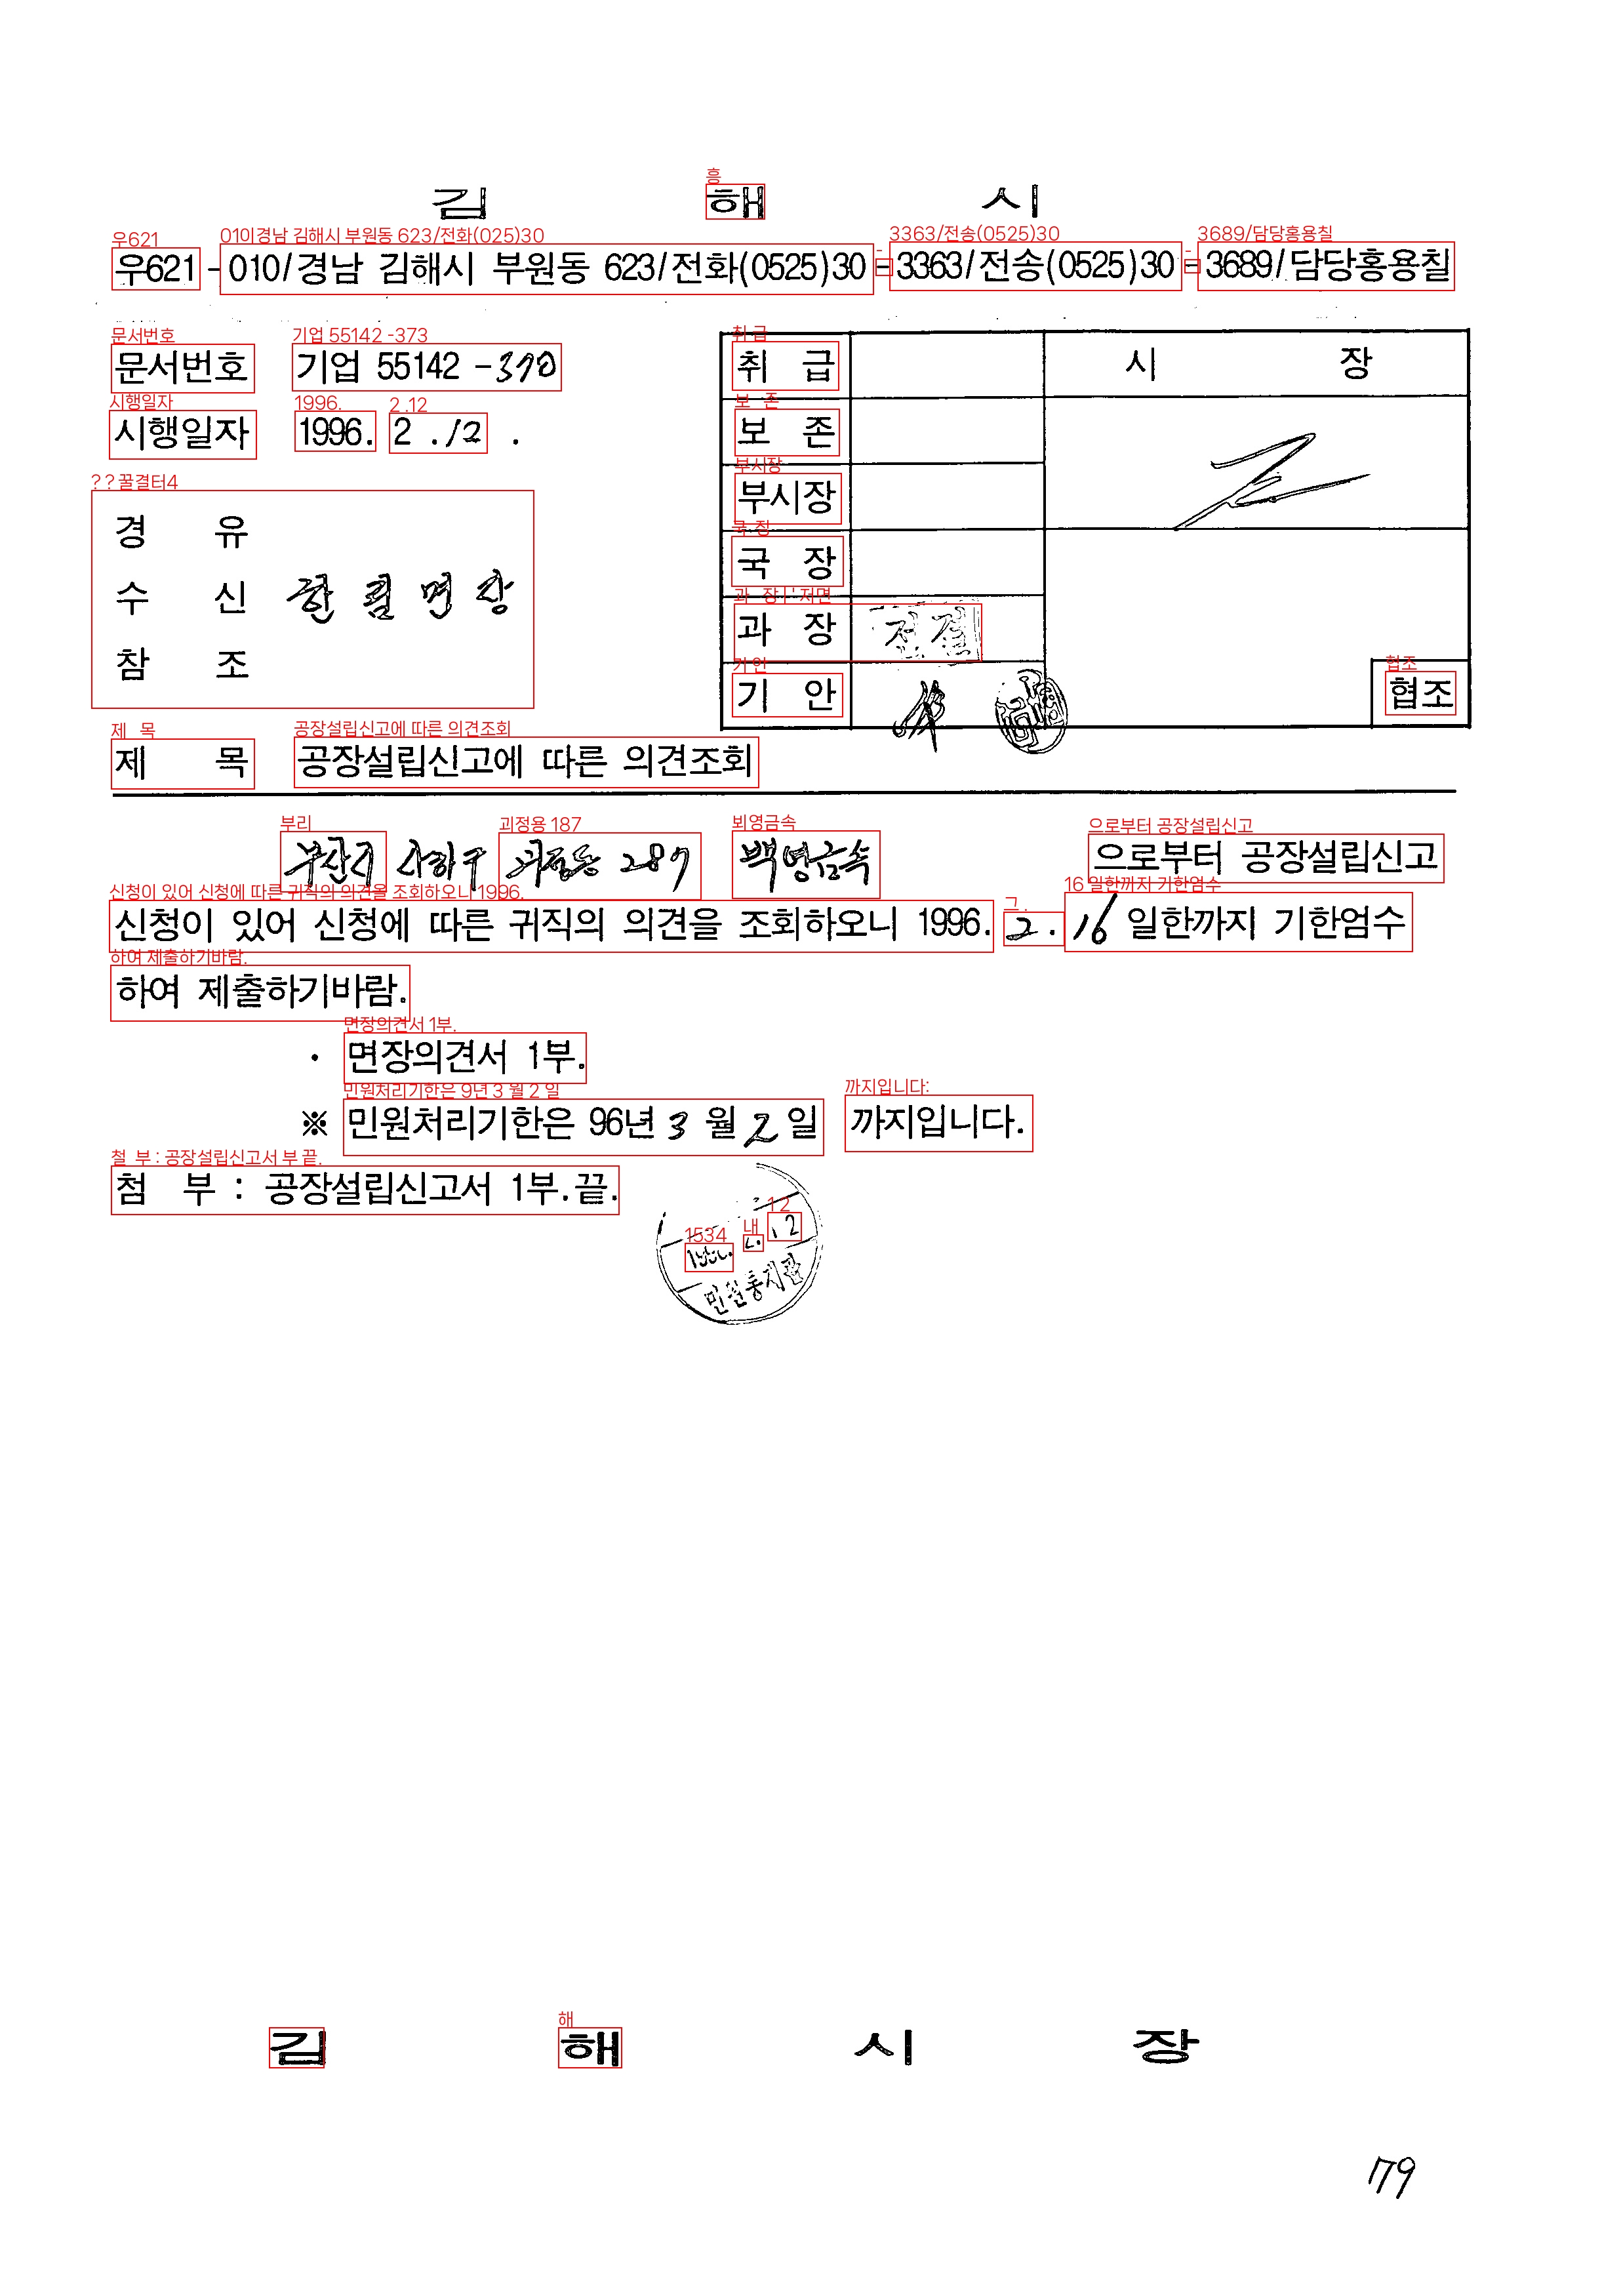 김 해 시
우621 - 010/경남 김해시 부원동 623/전화(0525)30 - 3363/전송(0525)30 - 3689/담당홍용칠
문서번호 기업 55142 - 370
시행일자 1996. 2 . 12 .
경 유
수 신 한림면장
참 조
취 급 시 장
보 존
부시장
국 장
과 장 전결
기 안
협조
제 목 공장설립신고에 따른 의견조회
부산시 사하구 괴정동 287 백영금속 으로부터 공장설립신고
신청이 있어 신청에 따른 귀직의 의견을 조회하오니 1996. 2. 16 일한까지 기한엄수
하여 제출하기바람.
· 면장의견서 1부.
※ 민원처리기한은 96년 3 월 2 일 까지입니다.
첨 부 : 공장설립신고서 1부.끝.
2. 12
민원통제관
김 해 시 장
179